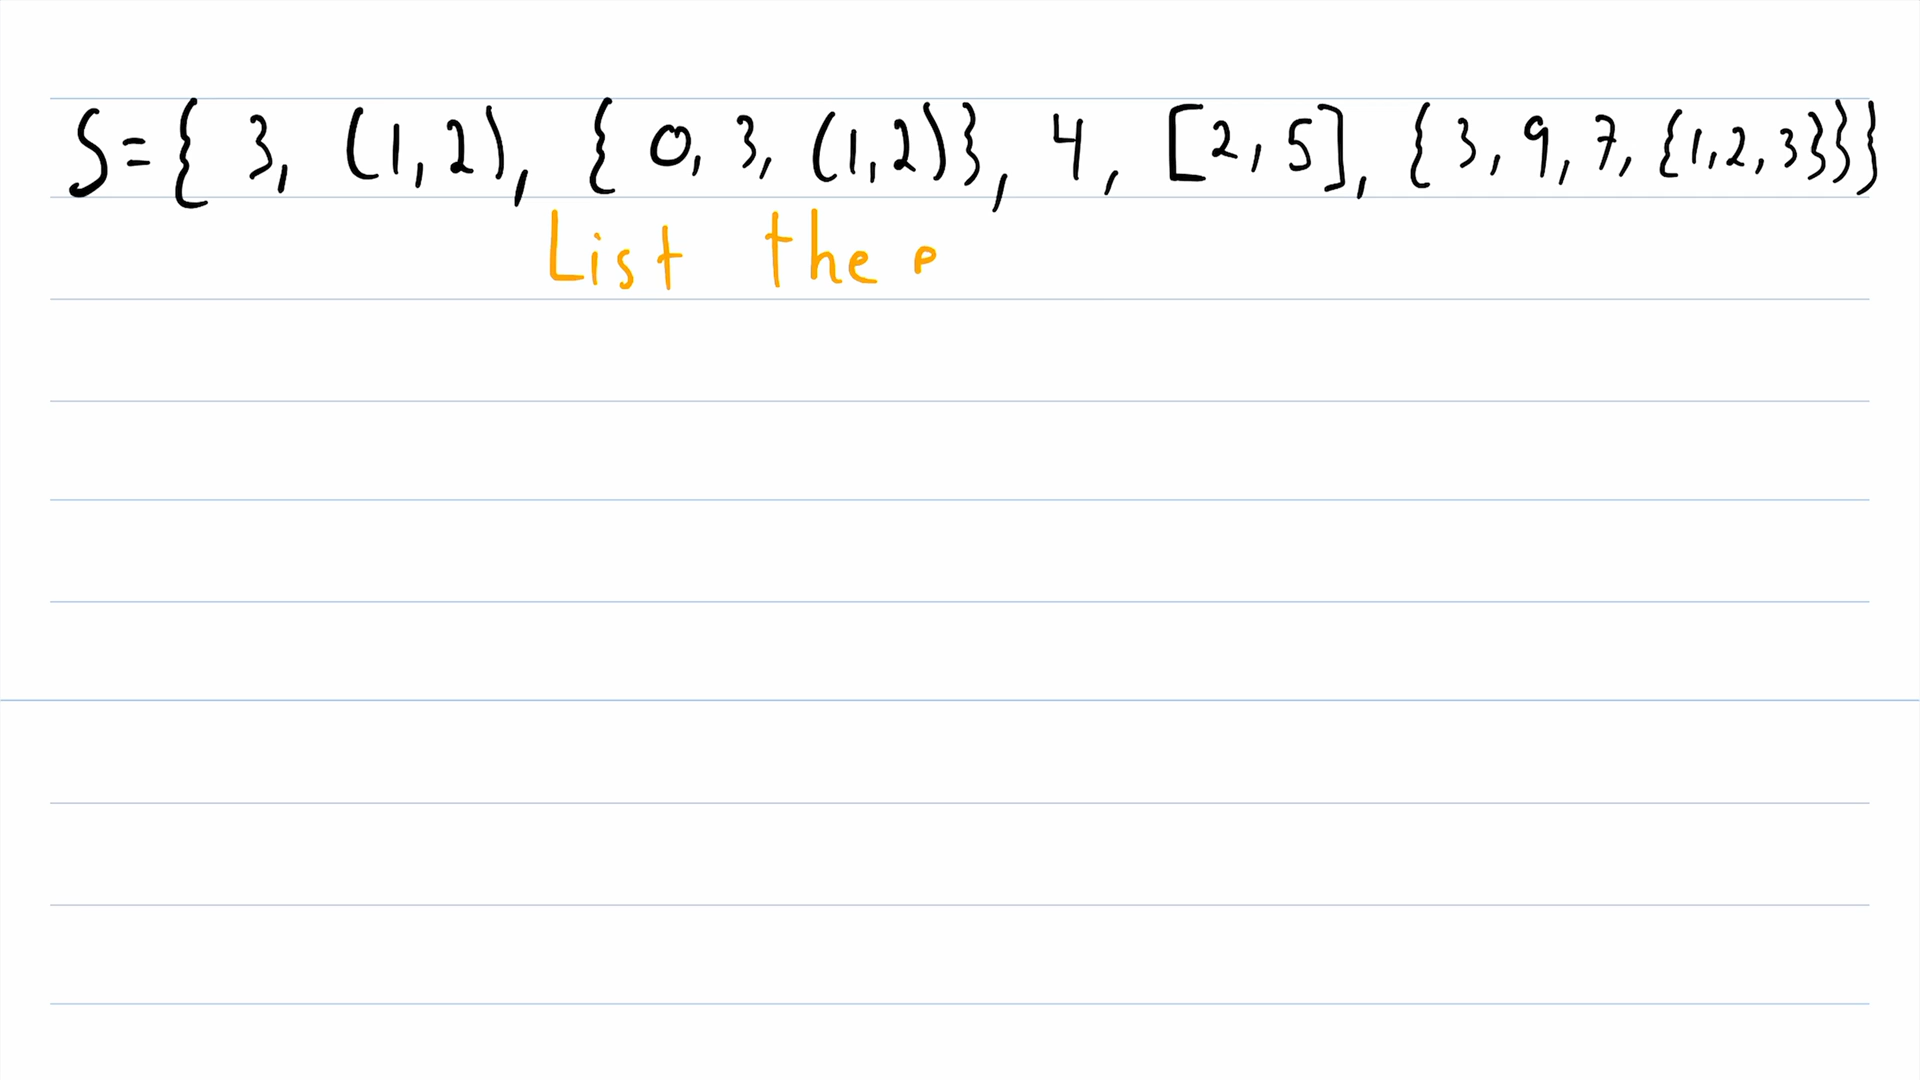 S={ 3, (1,2), { 0, 3, (1,2)}, 4, [2,5], {3, 9, 7, {1,2,3}}}
List the